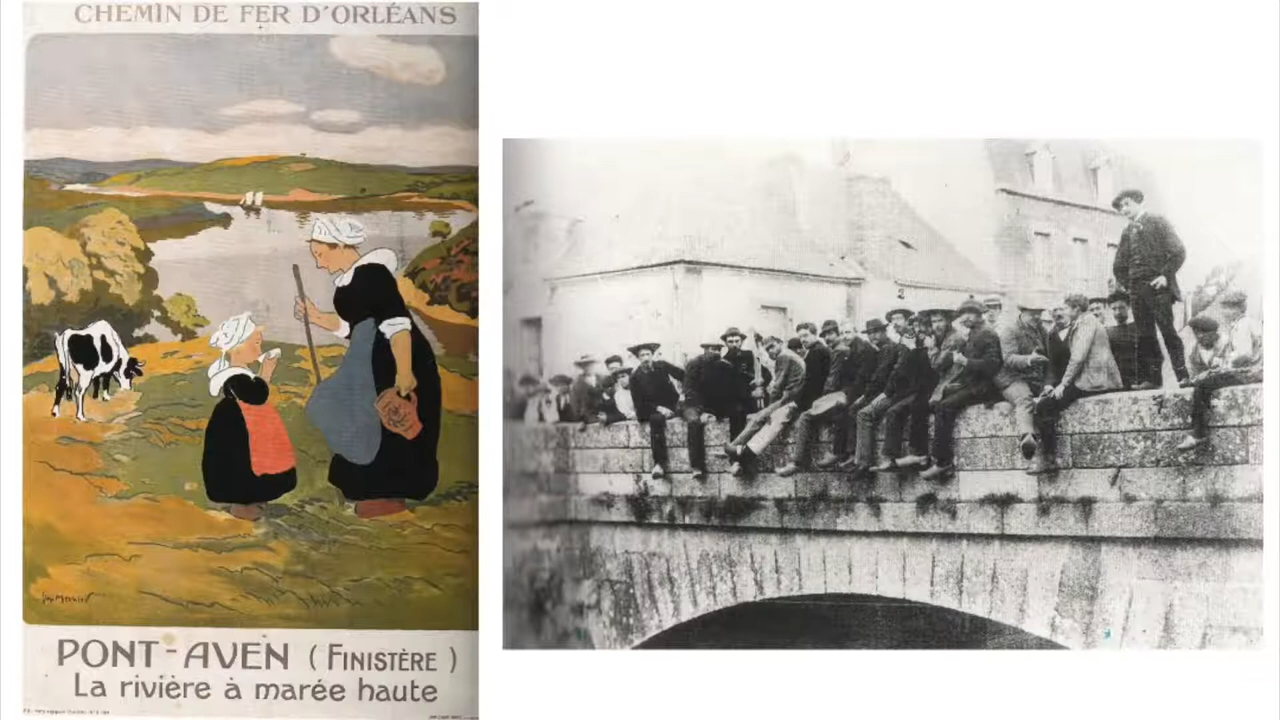 CHEMIN DE FER D'ORLÉANS
PONT-AVEN (FINISTÈRE)
La rivière à marée haute